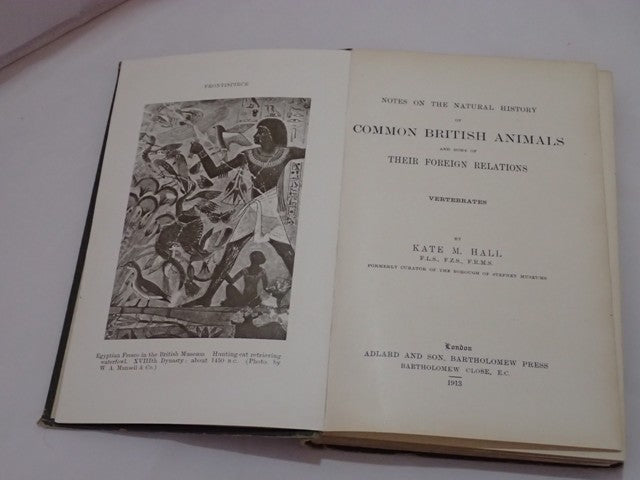 FRONTISPIECE
Egyptian Fresco in the British Museum. Hunting cat retrieving
waterfowl. XVIIIth Dynasty: about 1450 B.C. (Photo. by
W. A. Mansell & Co.)
NOTES ON THE NATURAL HISTORY
OF
COMMON BRITISH ANIMALS
AND SOME OF
THEIR FOREIGN RELATIONS
VERTEBRATES
BY
KATE M. HALL
F.L.S., F.Z.S., F.R.M.S.
FORMERLY CURATOR OF THE BOROUGH OF STEPNEY MUSEUMS
London
ADLARD AND SON, BARTHOLOMEW PRESS
BARTHOLOMEW CLOSE, E.C.
1913